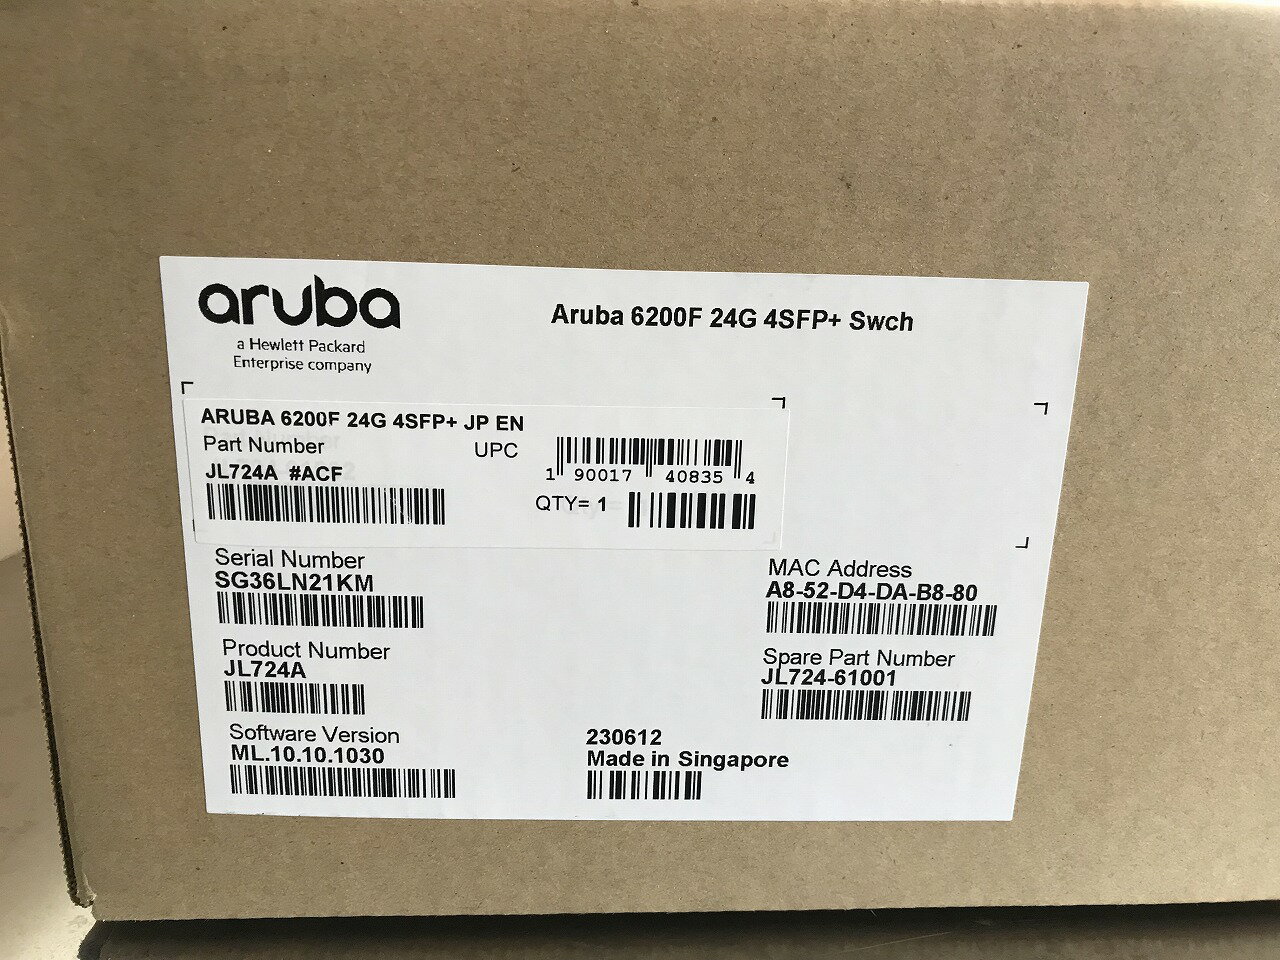 aruba
a Hewlett Packard
Enterprise company
Aruba 6200F 24G 4SFP+ Swch
ARUBA 6200F 24G 4SFP+ JP EN
Part Number
JL724A #ACF
UPC
1 90017 40835 4
QTY= 1
Serial Number
SG36LN21KM
MAC Address
A8-52-D4-DA-B8-80
Product Number
JL724A
Spare Part Number
JL724-61001
Software Version
ML.10.10.1030
230612
Made in Singapore